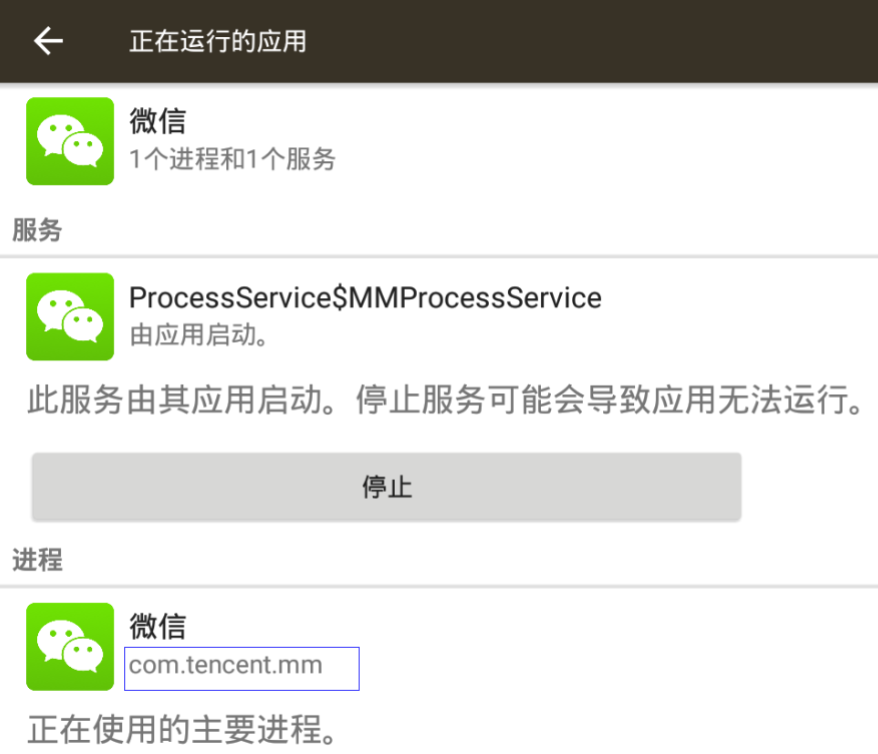 正在运行的应用
微信
1个进程和1个服务
服务
ProcessService$MMProcessService
由应用启动。
此服务由其应用启动。停止服务可能会导致应用无法运行。
停止
进程
微信
com.tencent.mm
正在使用的主要进程。